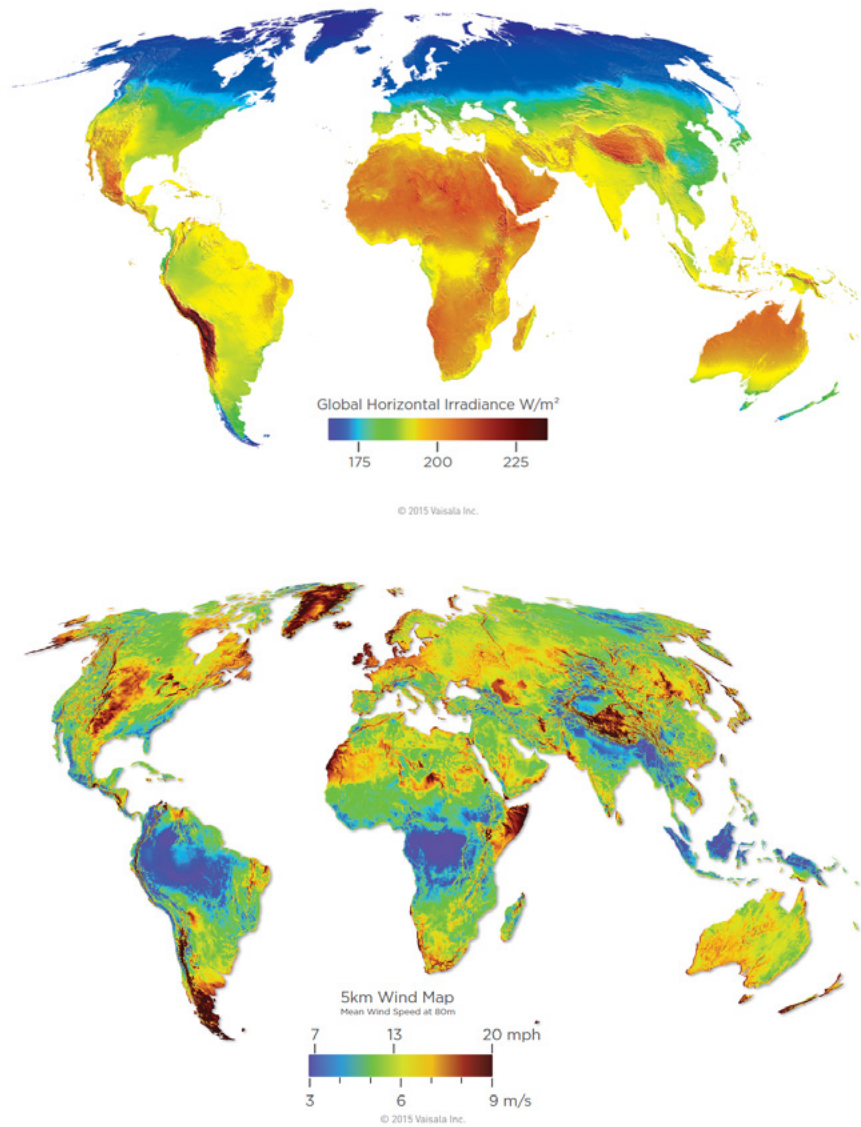 Global Horizontal Irradiance W/m²
175 200 225
© 2015 Vaisala Inc.
5km Wind Map
Mean Wind Speed at 80m
7 13 20 mph
3 6 9 m/s
© 2015 Vaisala Inc.